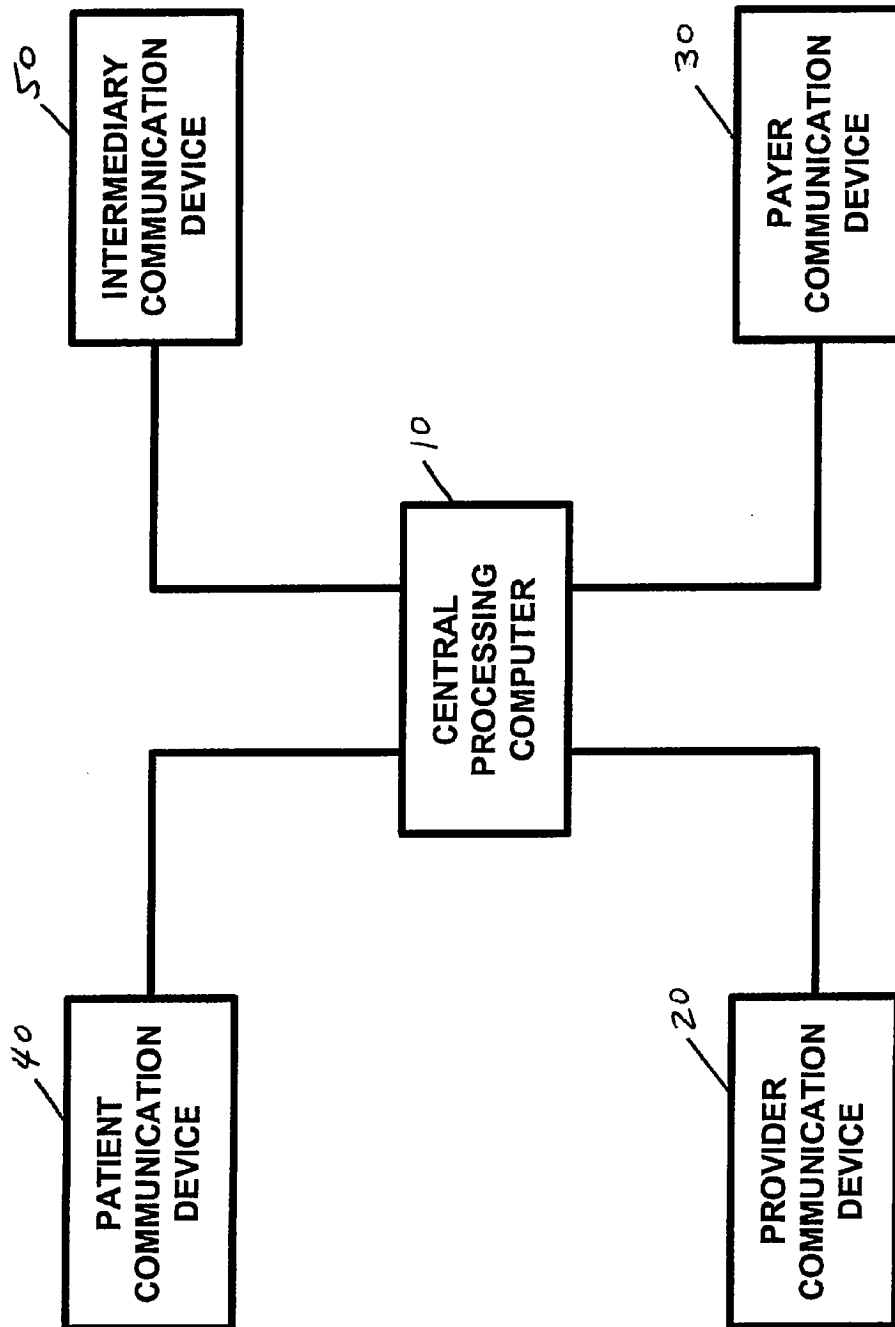 40
PATIENT
COMMUNICATION
DEVICE
50
INTERMEDIARY
COMMUNICATION
DEVICE
10
CENTRAL
PROCESSING
COMPUTER
20
PROVIDER
COMMUNICATION
DEVICE
30
PAYER
COMMUNICATION
DEVICE